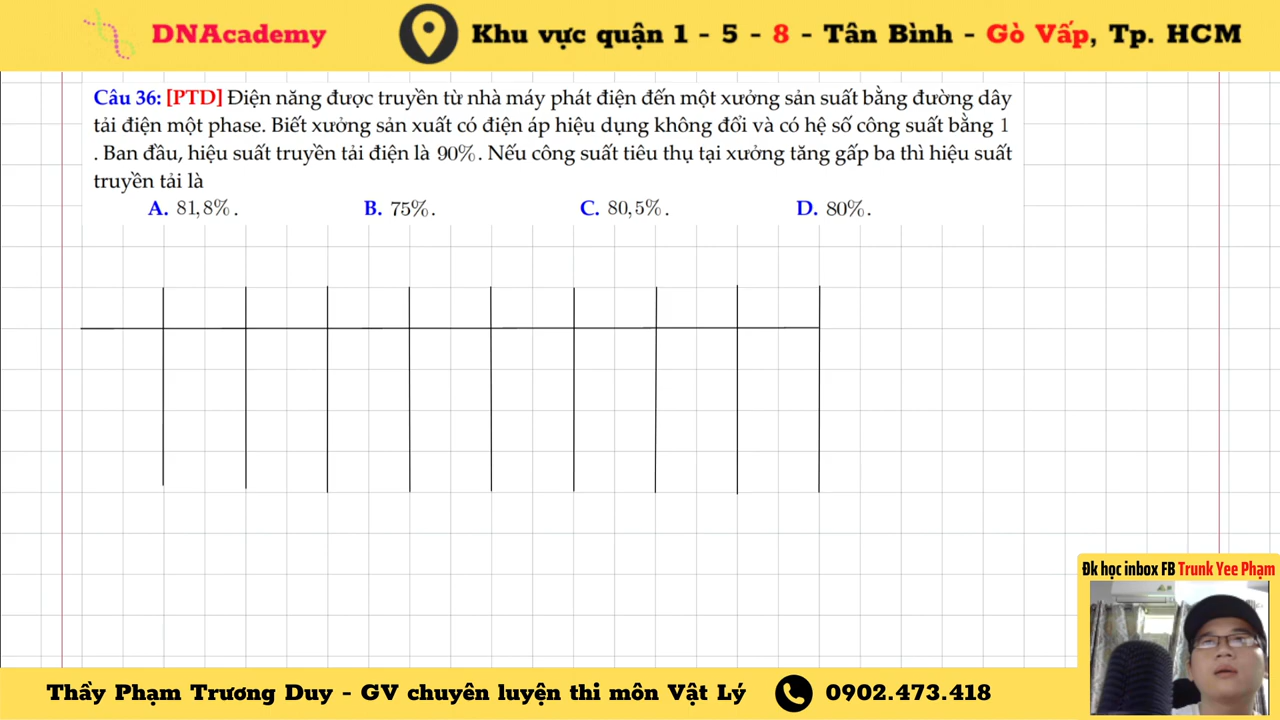 DNAcademy
Khu vực quận 1 - 5 - 8 - Tân Bình - Gò Vấp, Tp. HCM
Câu 36: [PTD] Điện năng được truyền từ nhà máy phát điện đến một xưởng sản suất bằng đường dây
tải điện một phase. Biết xưởng sản xuất có điện áp hiệu dụng không đổi và có hệ số công suất bằng 1
. Ban đầu, hiệu suất truyền tải điện là 90%. Nếu công suất tiêu thụ tại xưởng tăng gấp ba thì hiệu suất
truyền tải là
A. 81,8%. B. 75%. C. 80,5%. D. 80%.
Đk học inbox FB Trunk Yee Phạm
Thầy Phạm Trương Duy - GV chuyên luyện thi môn Vật Lý 0902.473.418